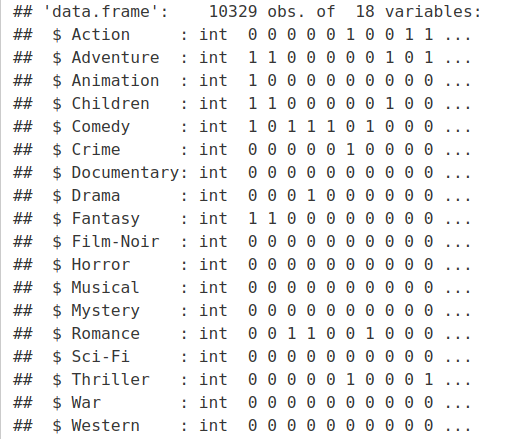 ## 'data.frame':    10329 obs. of  18 variables:
##  $ Action     : int  0 0 0 0 0 1 0 0 1 1 ...
##  $ Adventure  : int  1 1 0 0 0 0 0 1 0 1 ...
##  $ Animation  : int  1 0 0 0 0 0 0 0 0 0 ...
##  $ Children   : int  1 1 0 0 0 0 0 1 0 0 ...
##  $ Comedy     : int  1 0 1 1 1 0 1 0 0 0 ...
##  $ Crime      : int  0 0 0 0 0 1 0 0 0 0 ...
##  $ Documentary: int  0 0 0 0 0 0 0 0 0 0 ...
##  $ Drama      : int  0 0 0 1 0 0 0 0 0 0 ...
##  $ Fantasy    : int  1 1 0 0 0 0 0 0 0 0 ...
##  $ Film-Noir  : int  0 0 0 0 0 0 0 0 0 0 ...
##  $ Horror     : int  0 0 0 0 0 0 0 0 0 0 ...
##  $ Musical    : int  0 0 0 0 0 0 0 0 0 0 ...
##  $ Mystery    : int  0 0 0 0 0 0 0 0 0 0 ...
##  $ Romance    : int  0 0 1 1 0 0 1 0 0 0 ...
##  $ Sci-Fi     : int  0 0 0 0 0 0 0 0 0 0 ...
##  $ Thriller   : int  0 0 0 0 0 1 0 0 0 1 ...
##  $ War        : int  0 0 0 0 0 0 0 0 0 0 ...
##  $ Western    : int  0 0 0 0 0 0 0 0 0 0 ...